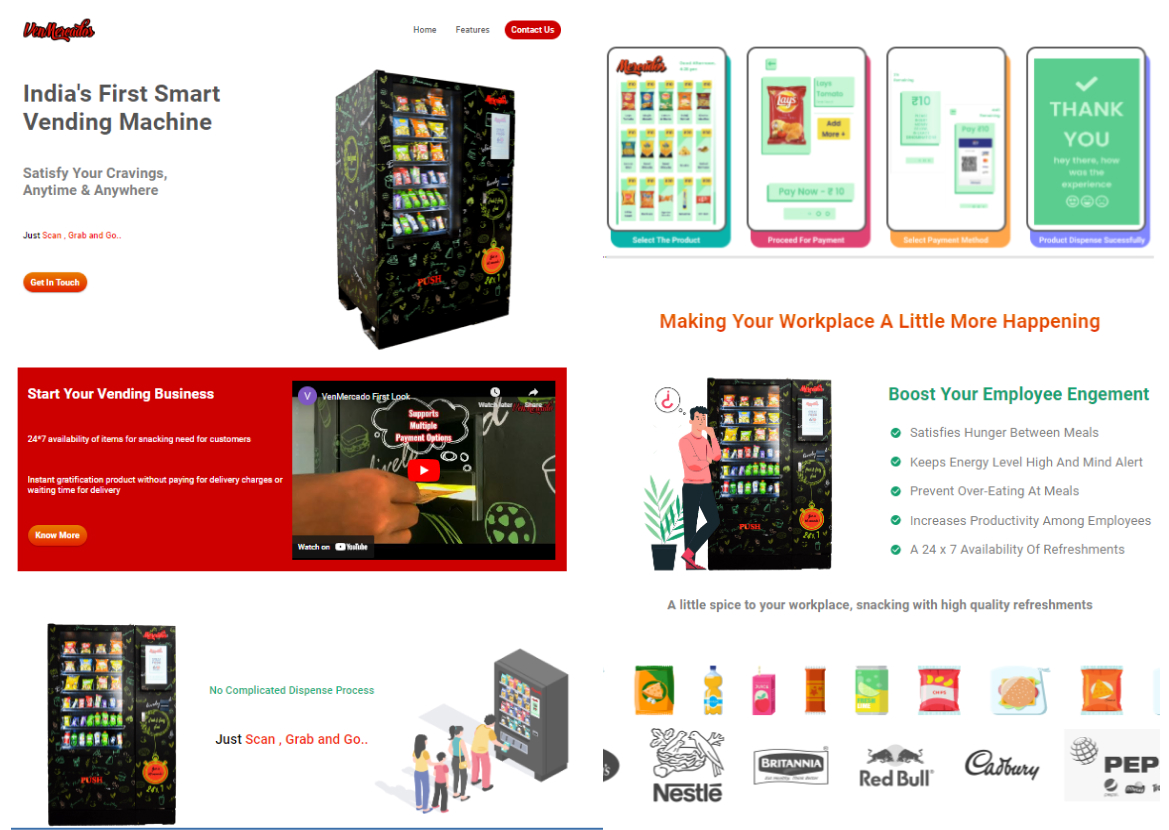 VenMercados
Home
Features
Contact Us
India's First Smart
Vending Machine
Satisfy Your Cravings,
Anytime & Anywhere
Just Scan , Grab and Go..
Get In Touch
PUSH
Start Your Vending Business
24*7 availability of items for snacking need for customers
Instant gratification product without paying for delivery charges or
waiting time for delivery
Know More
V
VenMercado First Look
Watch later
Share
Supports
Multiple
Payment Options
Watch on YouTube
PUSH
No Complicated Dispense Process
Just Scan , Grab and Go..
Select The Product
Lays
Tomato
Add
More +
Pay Now - ₹ 10
Proceed For Payment
₹10
Pay ₹10
Select Payment Method
THANK
YOU
hey there, how
was the
experience
Product Dispense Sucessfully
Making Your Workplace A Little More Happening
PUSH
Boost Your Employee Engement
Satisfies Hunger Between Meals
Keeps Energy Level High And Mind Alert
Prevent Over-Eating At Meals
Increases Productivity Among Employees
A 24 x 7 Availability Of Refreshments
A little spice to your workplace, snacking with high quality refreshments
JUICE
CHIPS
Nestlé
BRITANNIA
Red Bull
Cadbury
PEP